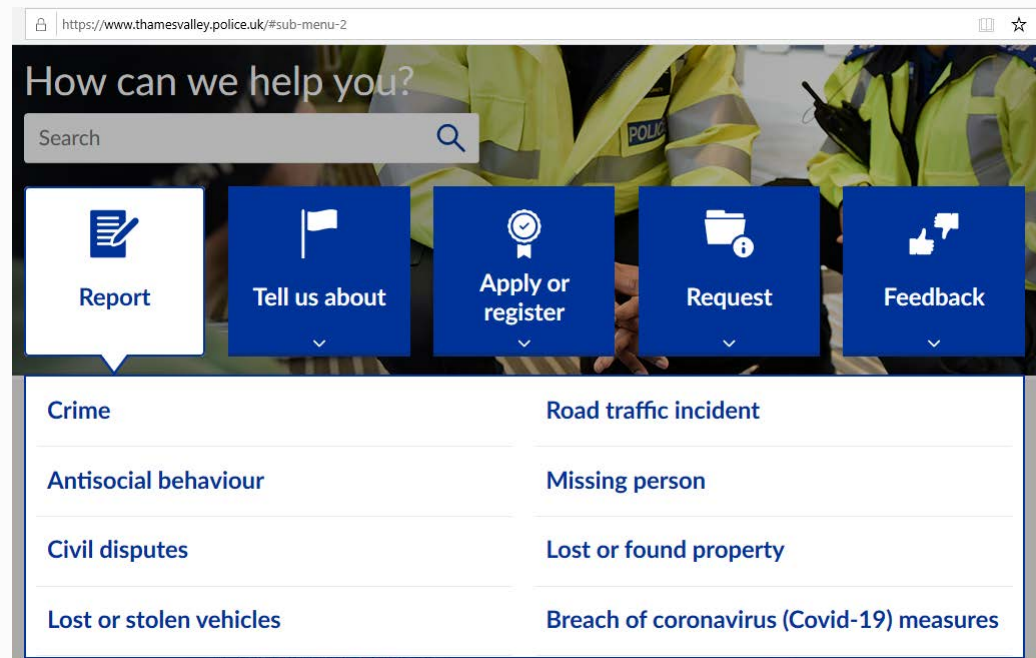 https://www.thamesvalley.police.uk/#sub-menu-2
How can we help you?
Search
POLICE
Report
Tell us about
Apply or
register
Request
Feedback
Crime
Road traffic incident
Antisocial behaviour
Missing person
Civil disputes
Lost or found property
Lost or stolen vehicles
Breach of coronavirus (Covid-19) measures